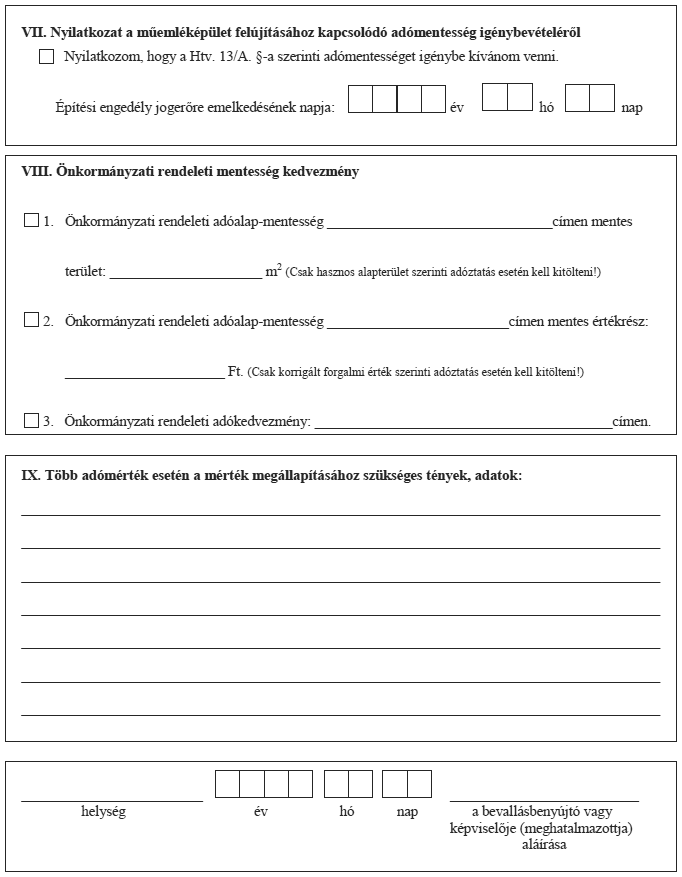 VII. Nyilatkozat a műemléképület felújításához kapcsolódó adómentesség igénybevételéről
Nyilatkozom, hogy a Htv. 13/A. §-a szerinti adómentességet igénybe kívánom venni.
Építési engedély jogerőre emelkedésének napja: év hó nap
VIII. Önkormányzati rendeleti mentesség kedvezmény
1. Önkormányzati rendeleti adóalap-mentesség címen mentes
terület: m² (Csak hasznos alapterület szerinti adóztatás esetén kell kitölteni!)
2. Önkormányzati rendeleti adóalap-mentesség címen mentes értékrész:
Ft. (Csak korrigált forgalmi érték szerinti adóztatás esetén kell kitölteni!)
3. Önkormányzati rendeleti adókedvezmény: címen.
IX. Több adómérték esetén a mérték megállapításához szükséges tények, adatok:
helység év hó nap a bevallásbenyújtó vagy
képviselője (meghatalmazottja)
aláírása